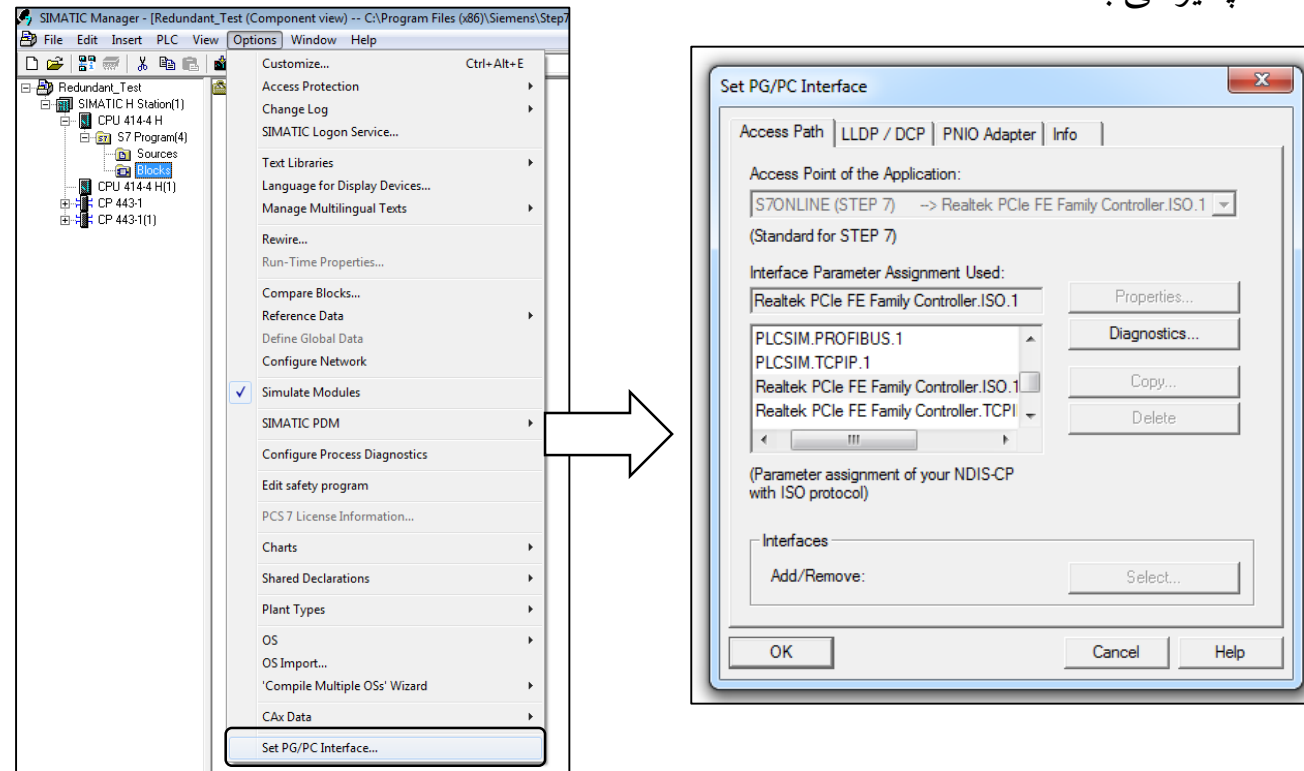 SIMATIC Manager - [Redundant_Test (Component view) -- C:\Program Files (x86)\Siemens\Step7
File Edit Insert PLC View Options Window Help
Redundant_Test
SIMATIC H Station(1)
CPU 414-4 H
S7 Program(4)
Sources
Blocks
CPU 414-4 H(1)
CP 443-1
CP 443-1(1)
Customize... Ctrl+Alt+E
Access Protection
Change Log
SIMATIC Logon Service...
Text Libraries
Language for Display Devices...
Manage Multilingual Texts
Rewire...
Run-Time Properties...
Compare Blocks...
Reference Data
Define Global Data
Configure Network
Simulate Modules
SIMATIC PDM
Configure Process Diagnostics
Edit safety program
PCS 7 License Information...
Charts
Shared Declarations
Plant Types
OS
OS Import...
'Compile Multiple OSs' Wizard
CAx Data
Set PG/PC Interface...
Set PG/PC Interface
Access Path LLDP / DCP PNIO Adapter Info
Access Point of the Application:
S7ONLINE (STEP 7) --> Realtek PCIe FE Family Controller.ISO.1
(Standard for STEP 7)
Interface Parameter Assignment Used:
Realtek PCIe FE Family Controller.ISO.1
Properties...
PLCSIM.PROFIBUS.1
Diagnostics...
PLCSIM.TCPIP.1
Realtek PCIe FE Family Controller.ISO.1
Copy...
Realtek PCIe FE Family Controller.TCPI
Delete
(Parameter assignment of your NDIS-CP
with ISO protocol)
Interfaces
Add/Remove:
Select...
OK Cancel Help